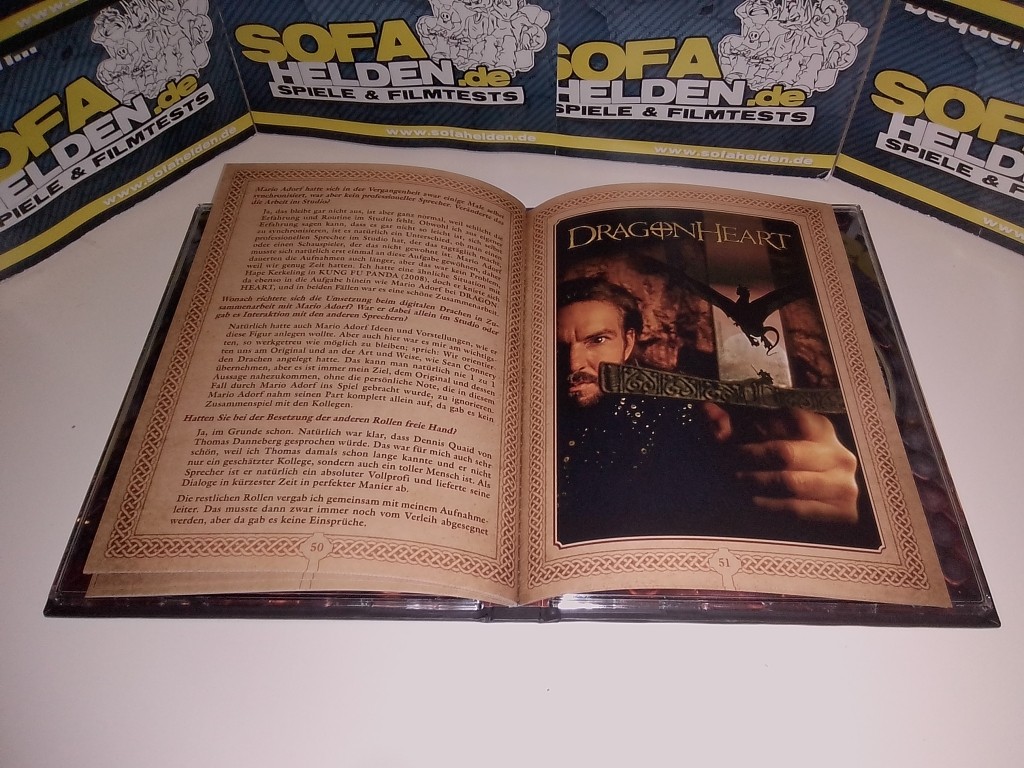 www.sofahelden.de
SOFA
HELDEN.de
SPIELE & FILMTESTS
www.sofahelden.de
SOFA
HELDEN.de
SPIELE & FILMTESTS
www.sofahelden.de
SOFA
HELDEN.de
SPIELE & FILMTESTS
www.sofahelden.de
SOF
HELD
SPIELE &
Mario Adorf hatte sich in der Vergangenheit zwar einige Male selbst
synchronisiert, war aber kein professioneller Sprecher. Veränderte das
die Arbeit im Studio?
Ja, das bleibt gar nicht aus, ist aber ganz normal, weil schlicht die
Erfahrung und Routine im Studio fehlt. Obwohl ich aus eigener
Erfahrung sagen kann, dass es gar nicht so leicht ist, sich selbst
zu synchronisieren, ist es natürlich ein Unterschied, ob man einen
professionellen Sprecher im Studio hat, der das tagtäglich macht,
oder einen Schauspieler, der das nicht gewohnt ist. Mario Adorf
musste sich natürlich erst einmal an diese Aufgabe gewöhnen, daher
dauerten die Aufnahmen auch länger, aber das war kein Problem,
weil wir genug Zeit hatten. Ich hatte eine ähnliche Situation mit
Hape Kerkeling in KUNG FU PANDA (2008), doch er kniete sich
da ebenso in die Aufgabe hinein wie Mario Adorf bei DRAGON-
HEART, und in beiden Fällen war es eine schöne Zusammenarbeit.
Wonach richtete sich die Umsetzung beim digitalen Drachen in Zu-
sammenarbeit mit Mario Adorf? War er dabei allein im Studio oder
gab es Interaktion mit den anderen Sprechern?
Natürlich hatte auch Mario Adorf Ideen und Vorstellungen, wie er
diese Figur anlegen wollte. Aber auch hier war es mir am wichtigs-
ten, so werkgetreu wie möglich zu bleiben; sprich: Wir orientier-
ten uns am Original und an der Art und Weise, wie Sean Connery
den Drachen angelegt hatte. Das kann man natürlich nie 1 zu 1
übernehmen, aber es ist immer mein Ziel, dem Original und dessen
Aussage nahezukommen, ohne die persönliche Note, die in diesem
Fall durch Mario Adorf ins Spiel gebracht wurde, zu ignorieren.
Mario Adorf nahm seinen Part komplett allein auf, da gab es kein
Zusammenspiel mit den Kollegen.
Hatten Sie bei der Besetzung der anderen Rollen freie Hand?
Ja, im Grunde schon. Natürlich war klar, dass Dennis Quaid von
Thomas Danneberg gesprochen würde. Das war für mich auch sehr
schön, weil ich Thomas damals schon lange kannte und er nicht
nur ein geschätzter Kollege, sondern auch ein toller Mensch ist. Als
Sprecher ist er natürlich ein absoluter Vollprofi und lieferte seine
Dialoge in kürzester Zeit in perfekter Manier ab.
Die restlichen Rollen vergab ich gemeinsam mit meinem Aufnahme-
leiter. Das musste dann zwar immer noch vom Verleih abgesegnet
werden, aber da gab es keine Einsprüche.
50
DRAGONHEART
51